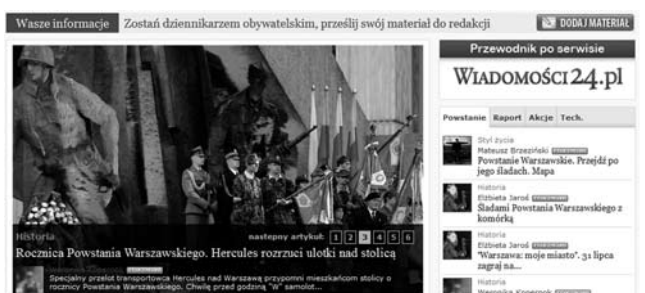 Wasze informacje
Zostań dziennikarzem obywatelskim, prześlij swój materiał do redakcji
DODAJ MATERIAŁ
Historia
następny artykuł: 1 2 3 4 5 6
Rocznica Powstania Warszawskiego. Hercules rozrzuci ulotki nad stolicą
Specjalny przelot transportowca Hercules nad Warszawę przypomni mieszkańcom stolicy o
rocznicy Powstania Warszawskiego. Chwilę przed godziną "W" samolot...
Przewodnik po serwisie
WIADOMOŚCI24.pl
Powstanie Raport Akcje Tech.
Styl życia
Mateusz Brzeziński
Powstanie Warszawskie. Przejdź po
jego śladach. Mapa
Historia
Elżbieta Jaroś
Śladami Powstania Warszawskiego z
komórką
Historia
Elżbieta Jaroś
"Warszawa: moje miasto". 31 lipca
zagraj na...
Historia